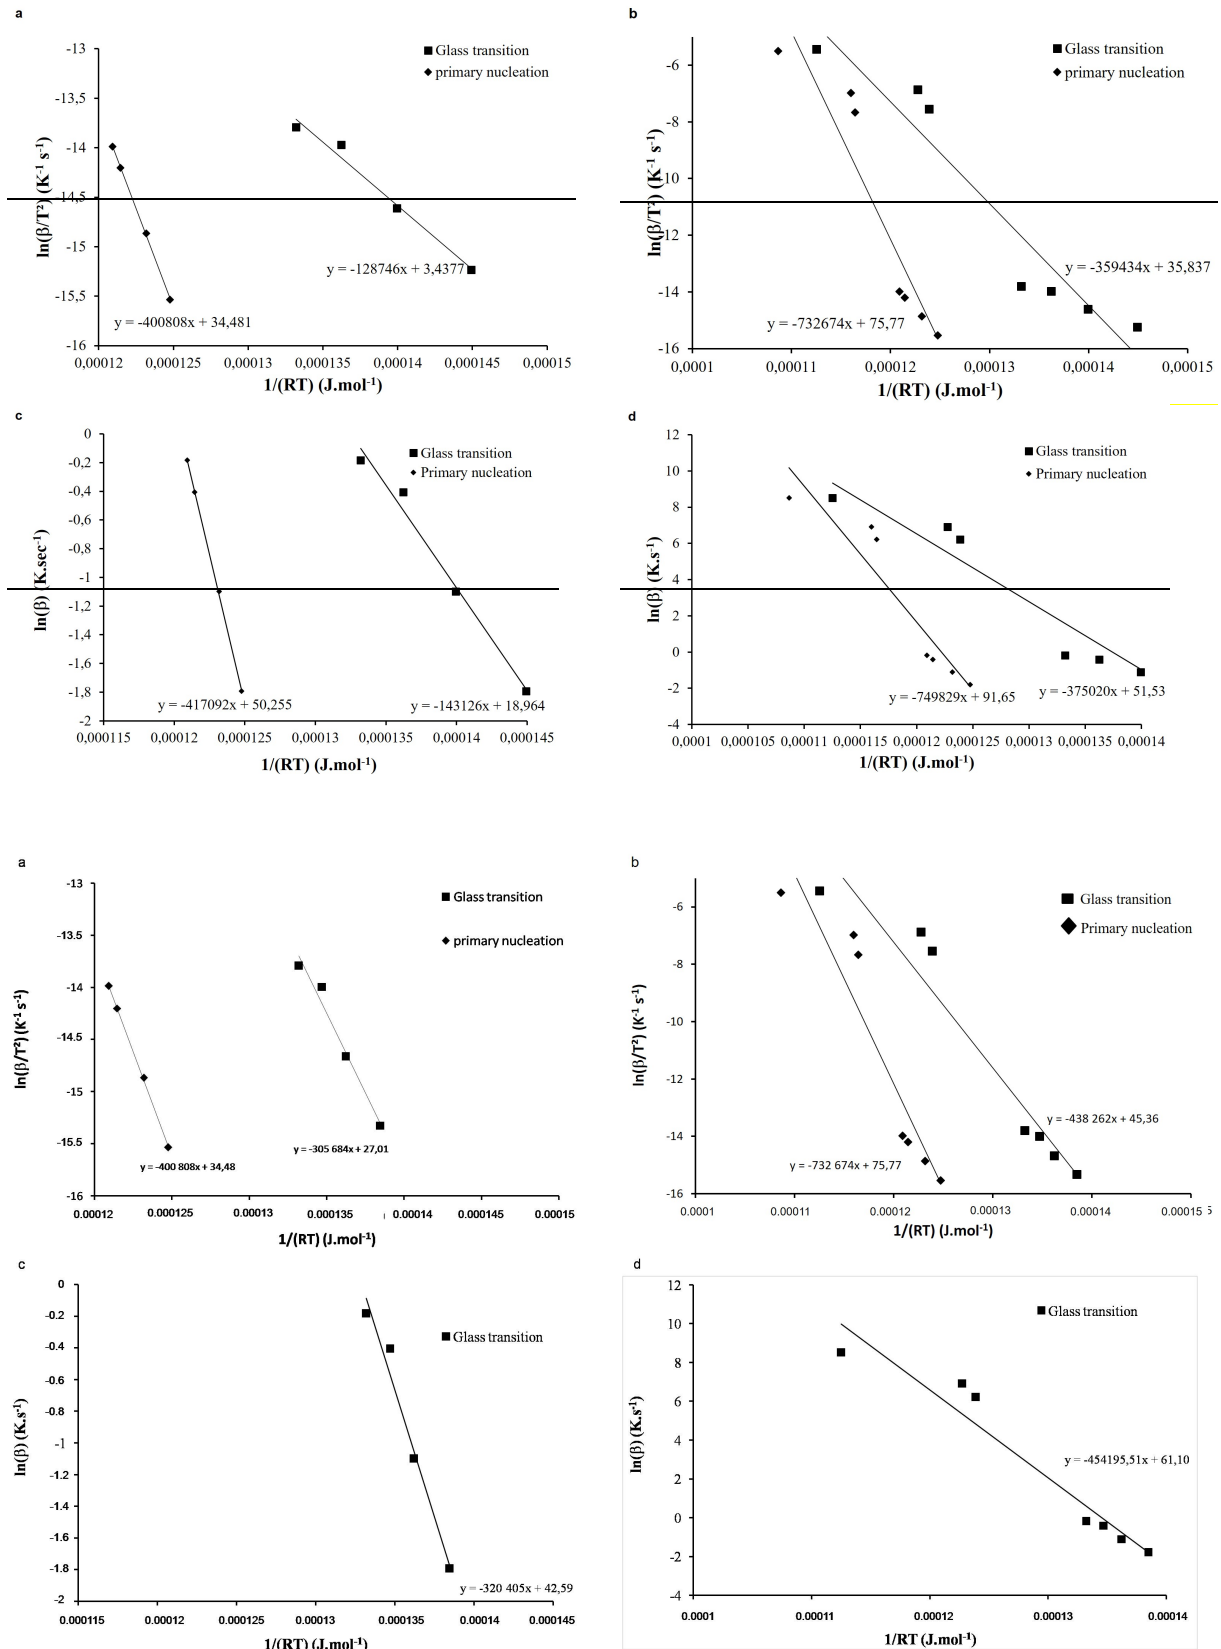 a
-13
-13,5
-14
-14,5
-15
-15,5
-16
0,00012 0,000125 0,00013 0,000135 0,00014 0,000145 0,00015
ln(β/T²) (K⁻¹ s⁻¹)
1/(RT) (J.mol⁻¹)
Glass transition
primary nucleation
y = -128746x + 3,4377
y = -400808x + 34,481
b
-6
-8
-10
-12
-14
-16
0,0001 0,00011 0,00012 0,00013 0,00014 0,00015
ln(β/T²) (K⁻¹ s⁻¹)
1/(RT) (J.mol⁻¹)
Glass transition
primary nucleation
y = -359434x + 35,837
y = -732674x + 75,77
c
0
-0,2
-0,4
-0,6
-0,8
-1
-1,2
-1,4
-1,6
-1,8
-2
0,000115 0,00012 0,000125 0,00013 0,000135 0,00014 0,000145
ln(β) (K.sec⁻¹)
1/(RT) (J.mol⁻¹)
Glass transition
Primary nucleation
y = -417092x + 50,255
y = -143126x + 18,964
d
12
10
8
6
4
2
0
-2
-4
0,0001 0,000105 0,00011 0,000115 0,00012 0,000125 0,00013 0,000135 0,00014
ln(β) (K.s⁻¹)
1/(RT) (J.mol⁻¹)
Glass transition
Primary nucleation
y = -749829x + 91,65
y = -375020x + 51,53
a
-13
-13.5
-14
-14.5
-15
-15.5
-16
0.00012 0.000125 0.00013 0.000135 0.00014 0.000145 0.00015
ln(β/T²) (K⁻¹ s⁻¹)
1/(RT) (J.mol⁻¹)
Glass transition
primary nucleation
y = -305 684x + 27,01
y = -400 808x + 34,48
b
-6
-8
-10
-12
-14
-16
0.0001 0.00011 0.00012 0.00013 0.00014 0.00015 5
ln(β/T²) (K⁻¹ s⁻¹)
1/(RT) (J.mol⁻¹)
Glass transition
Primary nucleation
y = -438 262x + 45,36
y = -732 674x + 75,77
c
0
-0.2
-0.4
-0.6
-0.8
-1
-1.2
-1.4
-1.6
-1.8
-2
0.000115 0.00012 0.000125 0.00013 0.000135 0.00014 0.000145
ln(β) (K.s⁻¹)
1/(RT) (J.mol⁻¹)
Glass transition
y = -320 405x + 42,59
d
12
10
8
6
4
2
0
-2
-4
0.0001 0.00011 0.00012 0.00013 0.00014
ln(β) (K.s⁻¹)
1/RT (J.mol⁻¹)
Glass transition
y = -454195,51x + 61,10